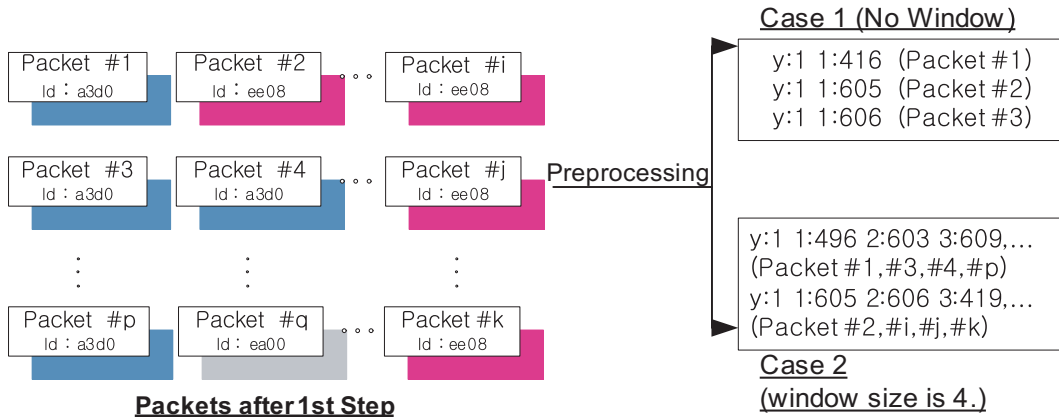 Packet #1
Id : a3d0
Packet #2
Id : ee08
Packet #i
Id : ee08
Packet #3
Id : a3d0
Packet #4
Id : a3d0
Packet #j
Id : ee08
Packet #p
Id : a3d0
Packet #q
Id : ea00
Packet #k
Id : ee08
Packets after 1st Step
Preprocessing
Case 1 (No Window)
y:1 1:416 (Packet #1)
y:1 1:605 (Packet #2)
y:1 1:606 (Packet #3)
y:1 1:496 2:603 3:609,...
(Packet #1,#3,#4,#p)
y:1 1:605 2:606 3:419,...
(Packet #2,#i,#j,#k)
Case 2
(window size is 4.)